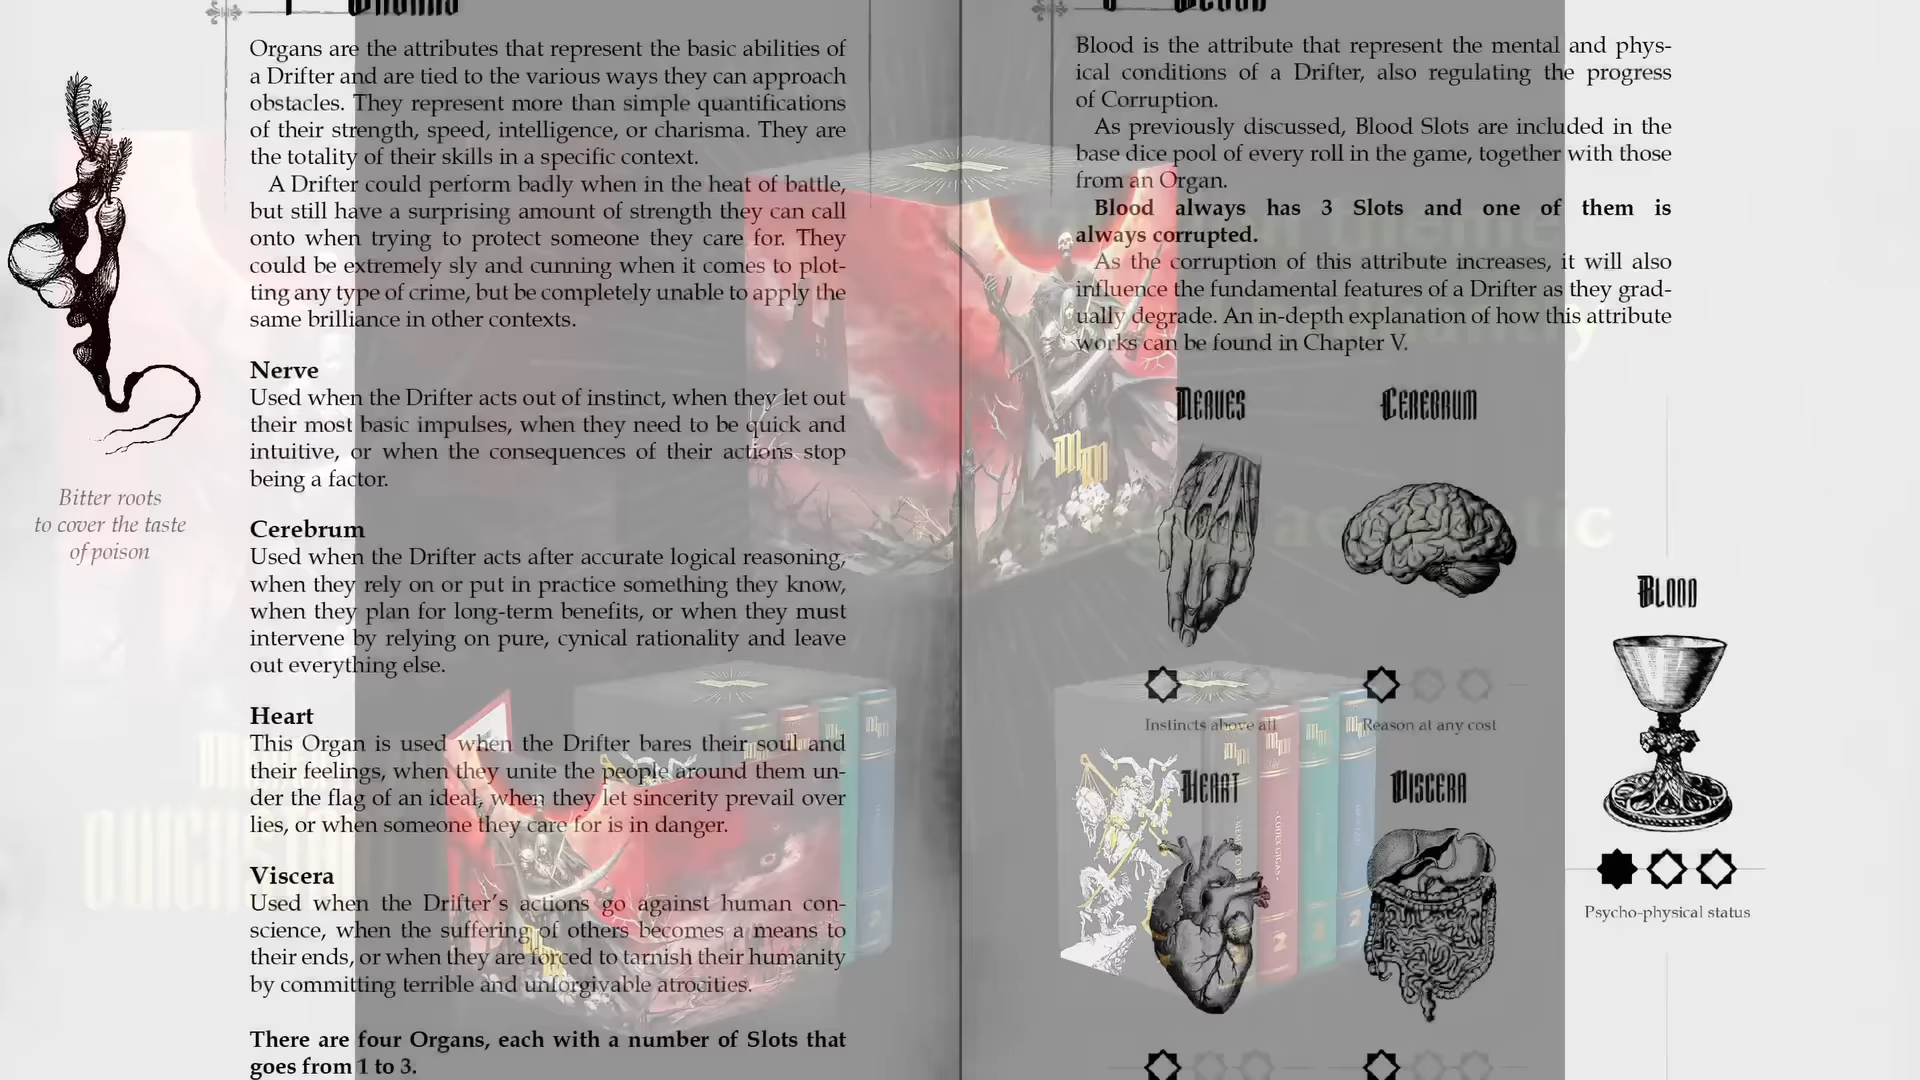 Organs are the attributes that represent the basic abilities of
a Drifter and are tied to the various ways they can approach
obstacles. They represent more than simple quantifications
of their strength, speed, intelligence, or charisma. They are
the totality of their skills in a specific context.
A Drifter could perform badly when in the heat of battle,
but still have a surprising amount of strength they can call
onto when trying to protect someone they care for. They
could be extremely sly and cunning when it comes to plot-
ting any type of crime, but be completely unable to apply the
same brilliance in other contexts.
Bitter roots
to cover the taste
of poison
Nerve
Used when the Drifter acts out of instinct, when they let out
their most basic impulses, when they need to be quick and
intuitive, or when the consequences of their actions stop
being a factor.
Cerebrum
Used when the Drifter acts after accurate logical reasoning,
when they rely on or put in practice something they know,
when they plan for long-term benefits, or when they must
intervene by relying on pure, cynical rationality and leave
out everything else.
Heart
This Organ is used when the Drifter bares their soul and
their feelings, when they unite the people around them un-
der the flag of an ideal, when they let sincerity prevail over
lies, or when someone they care for is in danger.
Viscera
Used when the Drifter's actions go against human con-
science, when the suffering of others becomes a means to
their ends, or when they are forced to tarnish their humanity
by committing terrible and unforgivable atrocities.
There are four Organs, each with a number of Slots that
goes from 1 to 3.
Blood is the attribute that represent the mental and phys-
ical conditions of a Drifter, also regulating the progress
of Corruption.
As previously discussed, Blood Slots are included in the
base dice pool of every roll in the game, together with those
from an Organ.
Blood always has 3 Slots and one of them is
always corrupted.
As the corruption of this attribute increases, it will also
influence the fundamental features of a Drifter as they grad-
ually degrade. An in-depth explanation of how this attribute
works can be found in Chapter V.
Nerves
Cerebrum
Instincts above all
Reason at any cost
Heart
Viscera
Blood
Psycho-physical status